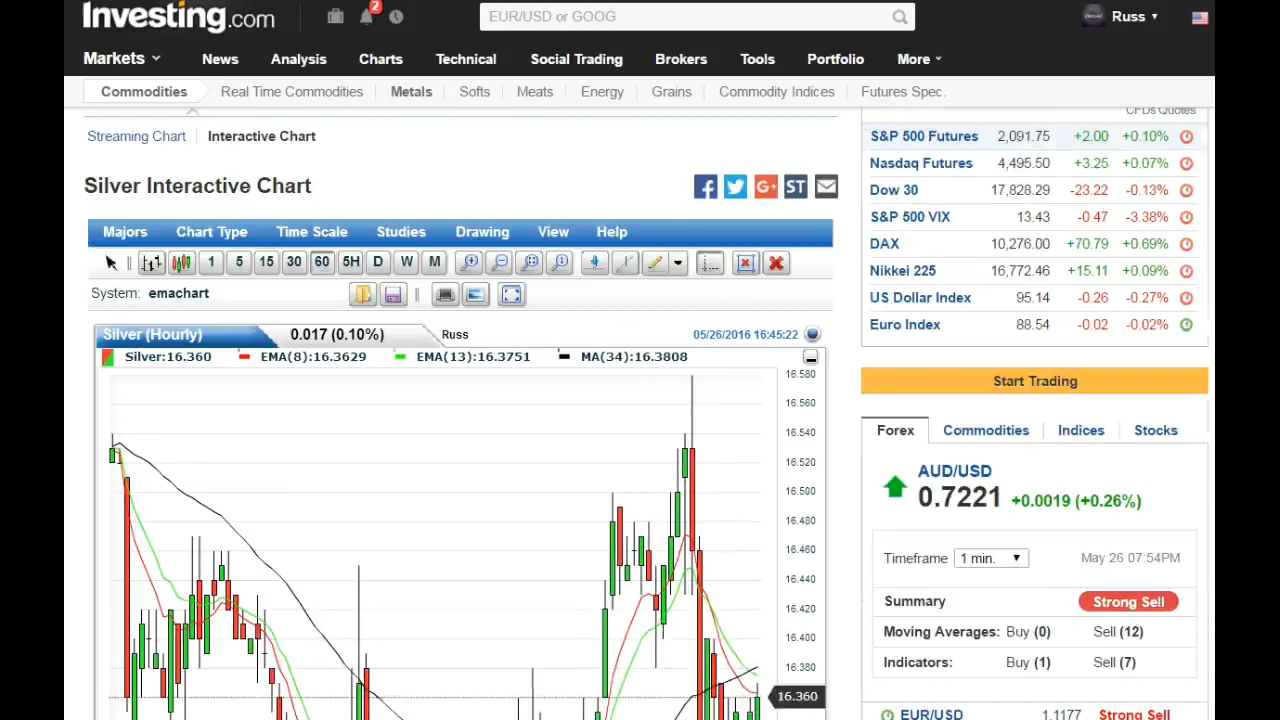 Investing.com
2
EUR/USD or GOOG
Russ
Markets News Analysis Charts Technical Social Trading Brokers Tools Portfolio More
Commodities Real Time Commodities Metals Softs Meats Energy Grains Commodity Indices Futures Spec.
Streaming Chart Interactive Chart
Silver Interactive Chart
ST
Majors Chart Type Time Scale Studies Drawing View Help
1 5 15 30 60 5H D W M
System: emachart
Silver (Hourly) 0.017 (0.10%) Russ 05/26/2016 16:45:22
Silver:16.360 EMA(8):16.3629 EMA(13):16.3751 MA(34):16.3808
16.580
16.560
16.540
16.520
16.500
16.480
16.460
16.440
16.420
16.400
16.380
16.360
CFDs Quotes
S&P 500 Futures 2,091.75 +2.00 +0.10%
Nasdaq Futures 4,495.50 +3.25 +0.07%
Dow 30 17,828.29 -23.22 -0.13%
S&P 500 VIX 13.43 -0.47 -3.38%
DAX 10,276.00 +70.79 +0.69%
Nikkei 225 16,772.46 +15.11 +0.09%
US Dollar Index 95.14 -0.26 -0.27%
Euro Index 88.54 -0.02 -0.02%
Start Trading
Forex Commodities Indices Stocks
AUD/USD
0.7221 +0.0019 (+0.26%)
Timeframe 1 min. May 26 07:54PM
Summary Strong Sell
Moving Averages: Buy (0) Sell (12)
Indicators: Buy (1) Sell (7)
EUR/USD 1.1177 Strong Sell